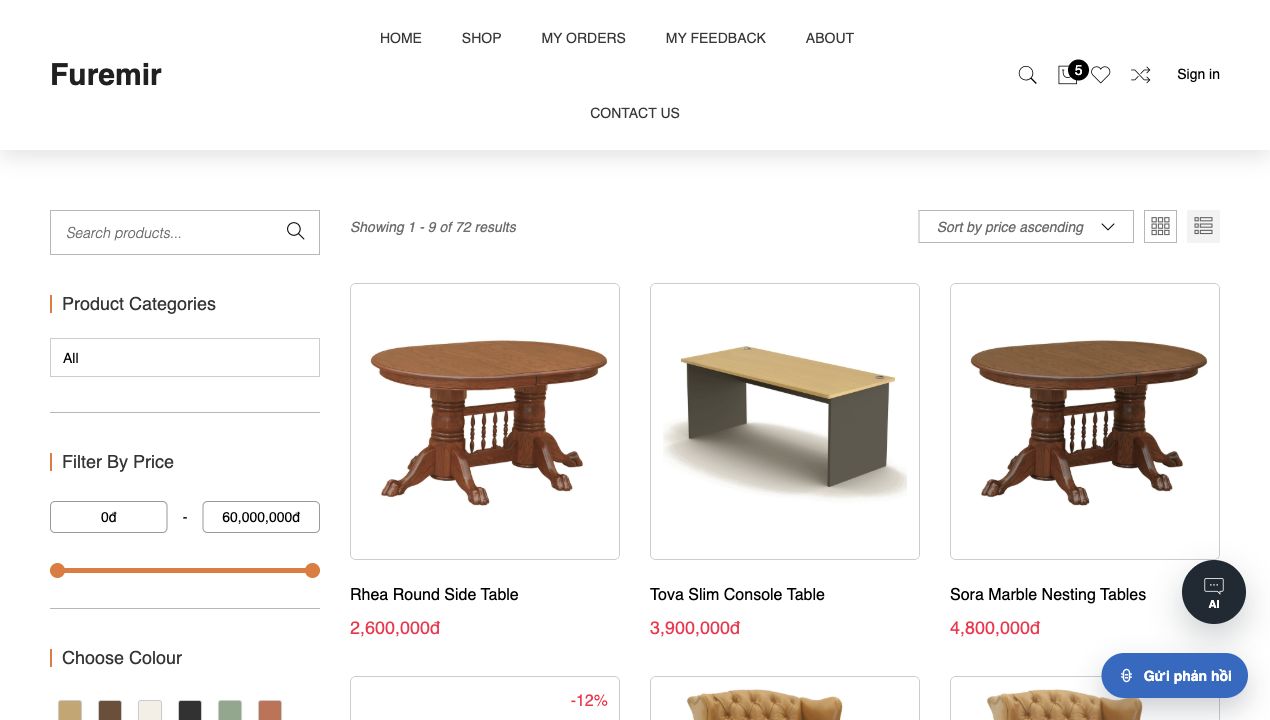 HOME SHOP MY ORDERS MY FEEDBACK ABOUT
Furemir
5
Sign in
CONTACT US
Search products...
Showing 1 - 9 of 72 results
Sort by price ascending
Product Categories
All
Filter By Price
0đ - 60,000,000đ
Choose Colour
Rhea Round Side Table
2,600,000đ
Tova Slim Console Table
3,900,000đ
Sora Marble Nesting Tables
4,800,000đ
-12%
AI
Gửi phản hồi